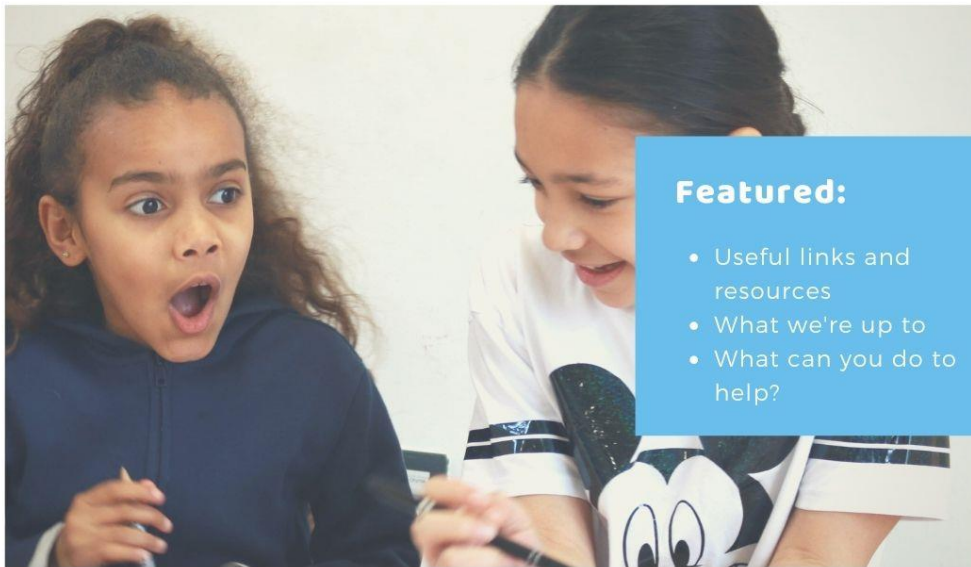 Featured:
• Useful links and
resources
• What we're up to
• What can you do to
help?